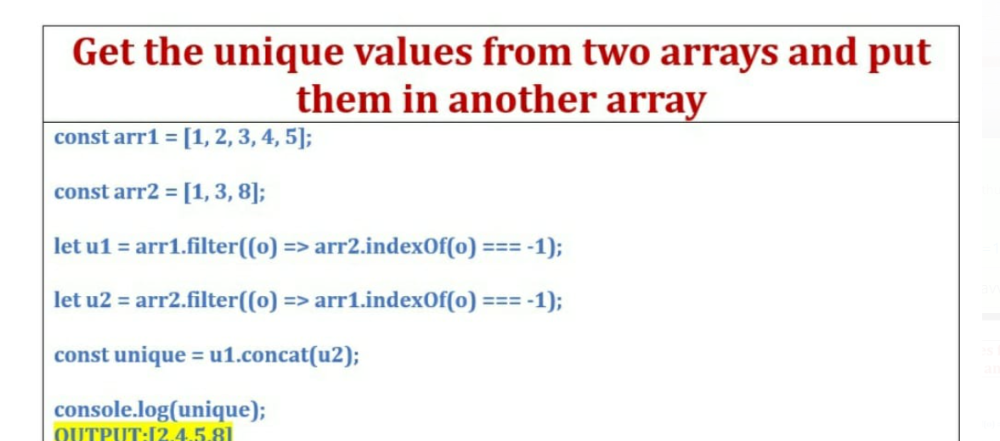 Get the unique values from two arrays and put
them in another array
const arr1 = [1, 2, 3, 4, 5];
const arr2 = [1, 3, 8];
let u1 = arr1.filter((o) => arr2.indexOf(o) === -1);
let u2 = arr2.filter((o) => arr1.indexOf(o) === -1);
const unique = u1.concat(u2);
console.log(unique);
OUTPUT:[2,4,5,8]